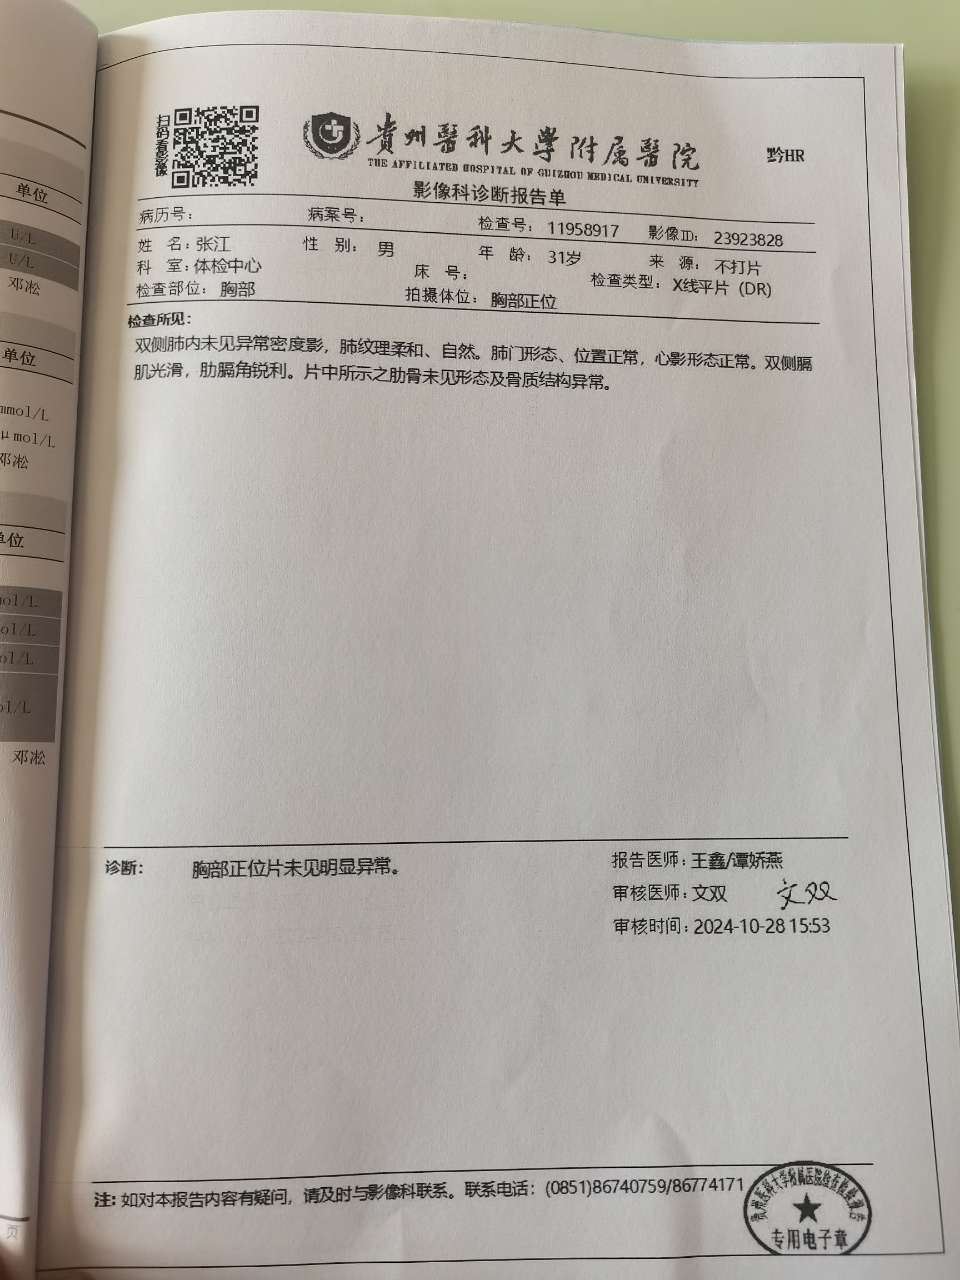 单位
U/L
U/L
邓凇
单位
mmol/L
μmol/L
邓凇
单位
mol/L
mol/L
mol/L
mol/L
邓凇
页
扫码看影像
貴州醫科大學附属醫院
THE AFFILIATED HOSPITAL OF GUIZHOU MEDICAL UNIVERSITY
黔HR
影像科诊断报告单
病历号： 病案号： 检查号：11958917 影像ID：23923828
姓 名：张江 性 别：男 年 龄：31岁 来 源：不打片
科 室：体检中心 床 号： 检查类型：X线平片（DR）
检查部位：胸部 拍摄体位：胸部正位
检查所见：
双侧肺内未见异常密度影，肺纹理柔和、自然。肺门形态、位置正常，心影形态正常。双侧膈
肌光滑，肋膈角锐利。片中所示之肋骨未见形态及骨质结构异常。
诊断： 胸部正位片未见明显异常。
报告医师：王鑫/谭娇燕
审核医师：文双 文双
审核时间：2024-10-28 15:53
注：如对本报告内容有疑问，请及时与影像科联系。联系电话：(0851)86740759/86774171
专用电子章